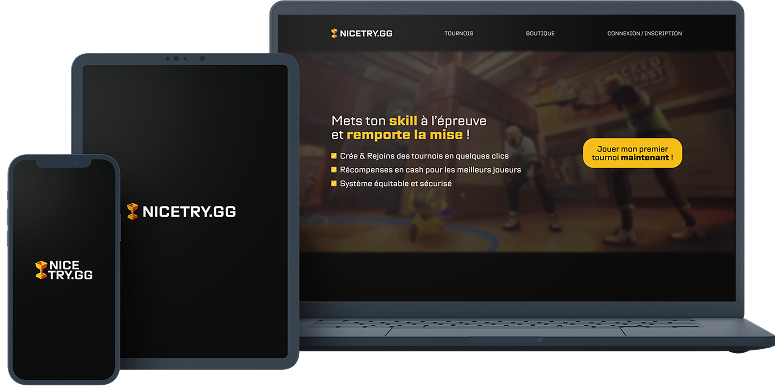 NICETRY.GG
TOURNOIS
BOUTIQUE
CONNEXION / INSCRIPTION
Mets ton skill à l'épreuve
et remporte la mise !
Crée & Rejoins des tournois en quelques clics
Récompenses en cash pour les meilleurs joueurs
Système équitable et sécurisé
Jouer mon premier
tournoi maintenant !
NICETRY.GG
NICE
TRY.GG